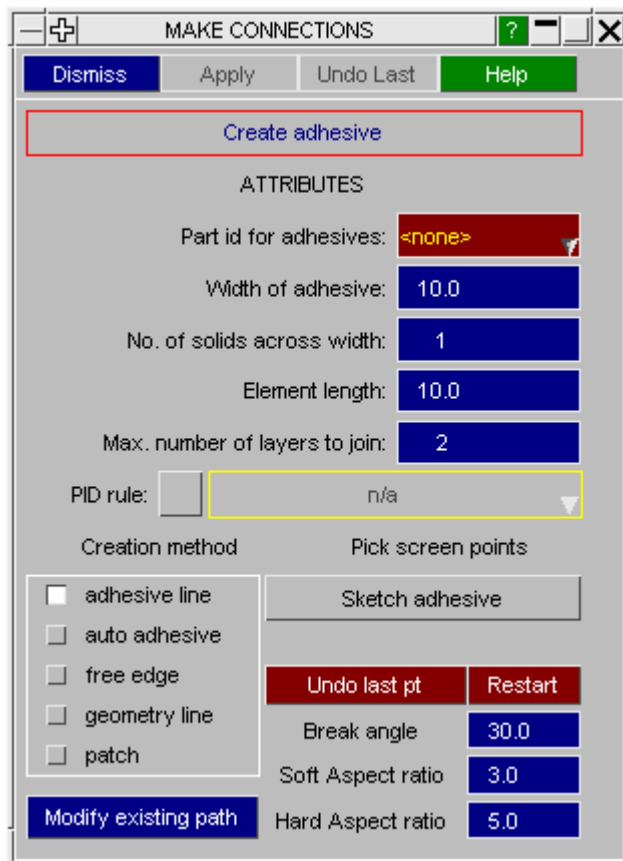 MAKE CONNECTIONS ?
Dismiss Apply Undo Last Help
Create adhesive
ATTRIBUTES
Part id for adhesives: <none>
Width of adhesive: 10.0
No. of solids across width: 1
Element length: 10.0
Max. number of layers to join: 2
PID rule: n/a
Creation method Pick screen points
adhesive line Sketch adhesive
auto adhesive
free edge Undo last pt Restart
geometry line Break angle 30.0
patch Soft Aspect ratio 3.0
Modify existing path Hard Aspect ratio 5.0